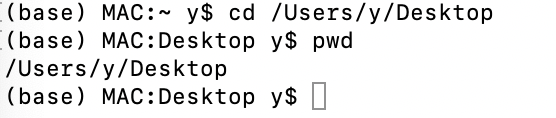 (base) MAC:~ y$ cd /Users/y/Desktop
(base) MAC:Desktop y$ pwd
/Users/y/Desktop
(base) MAC:Desktop y$